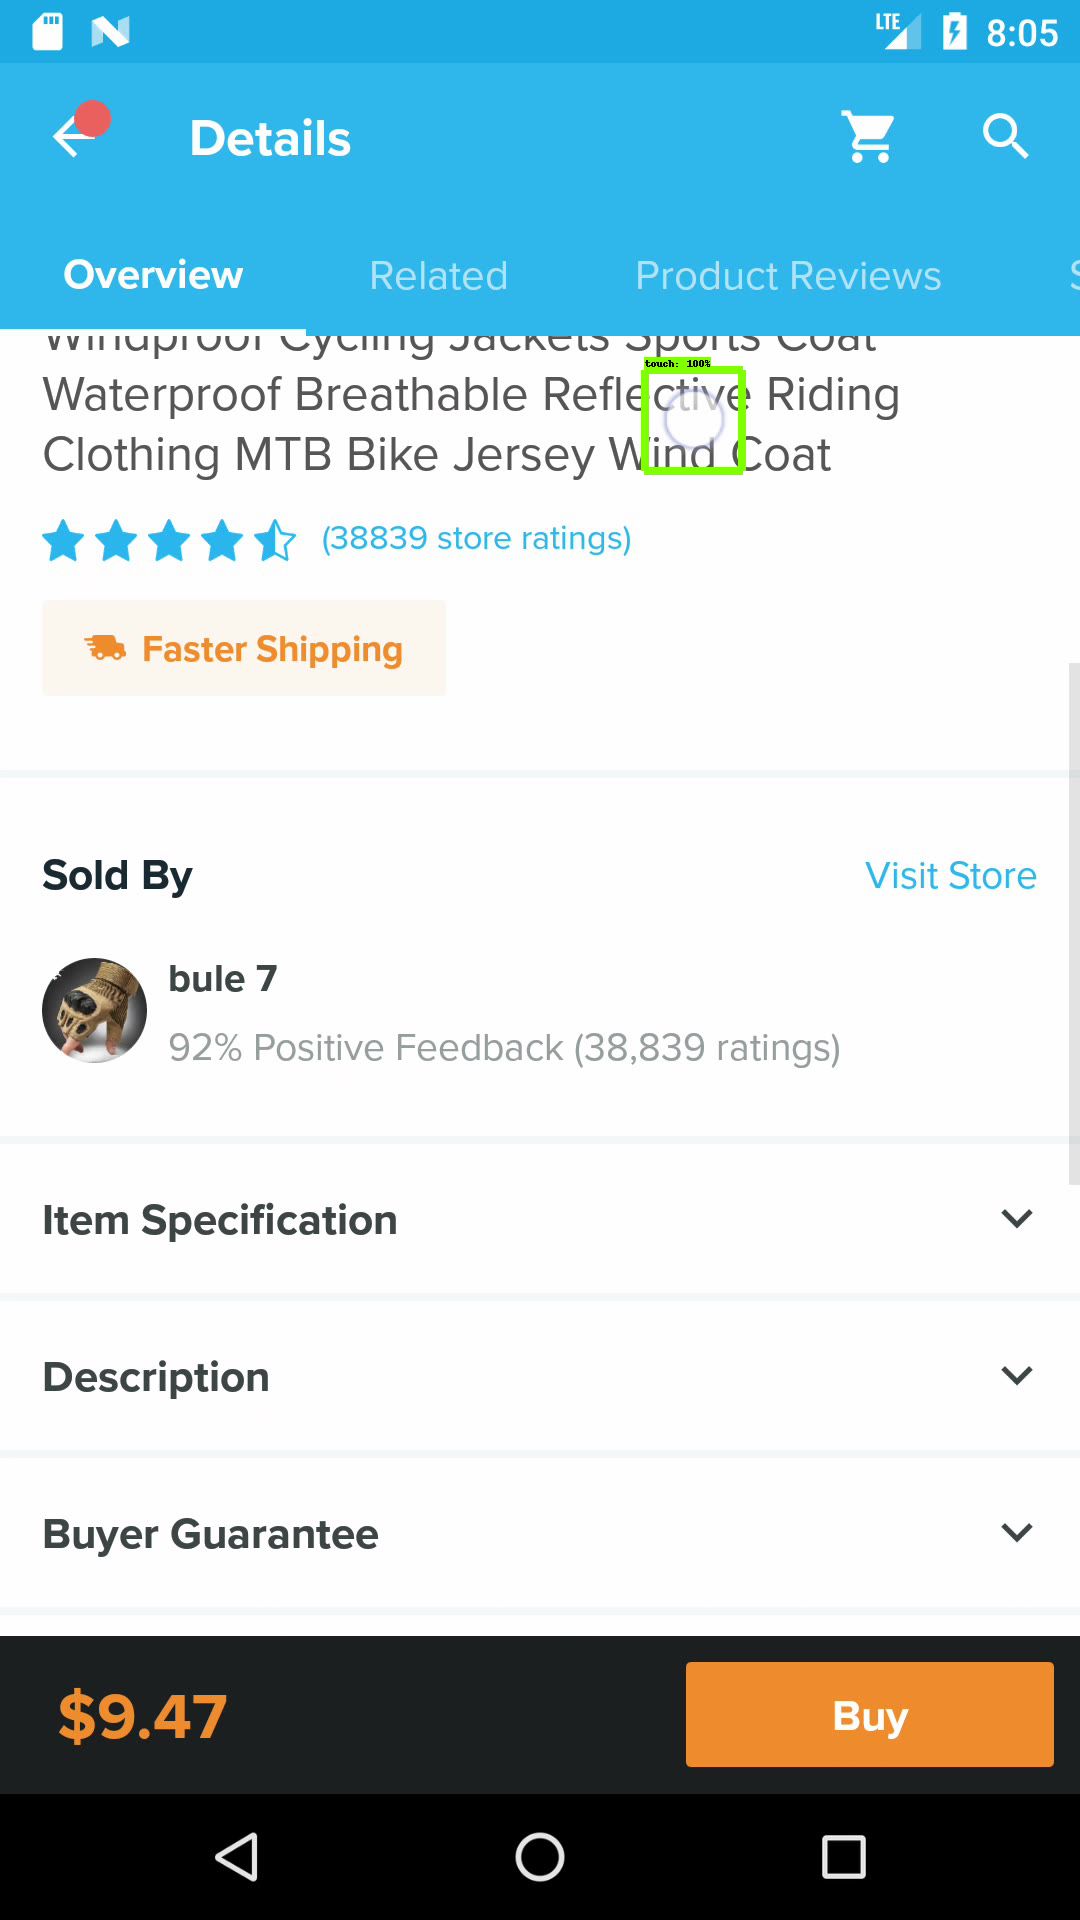 LTE 8:05
Details
Overview Related Product Reviews S
Windproof Cycling Jackets Sports Coat
touch: 100%
Waterproof Breathable Reflective Riding
Clothing MTB Bike Jersey Wind Coat
(38839 store ratings)
Faster Shipping
Sold By Visit Store
bule 7
92% Positive Feedback (38,839 ratings)
Item Specification
Description
Buyer Guarantee
$9.47 Buy